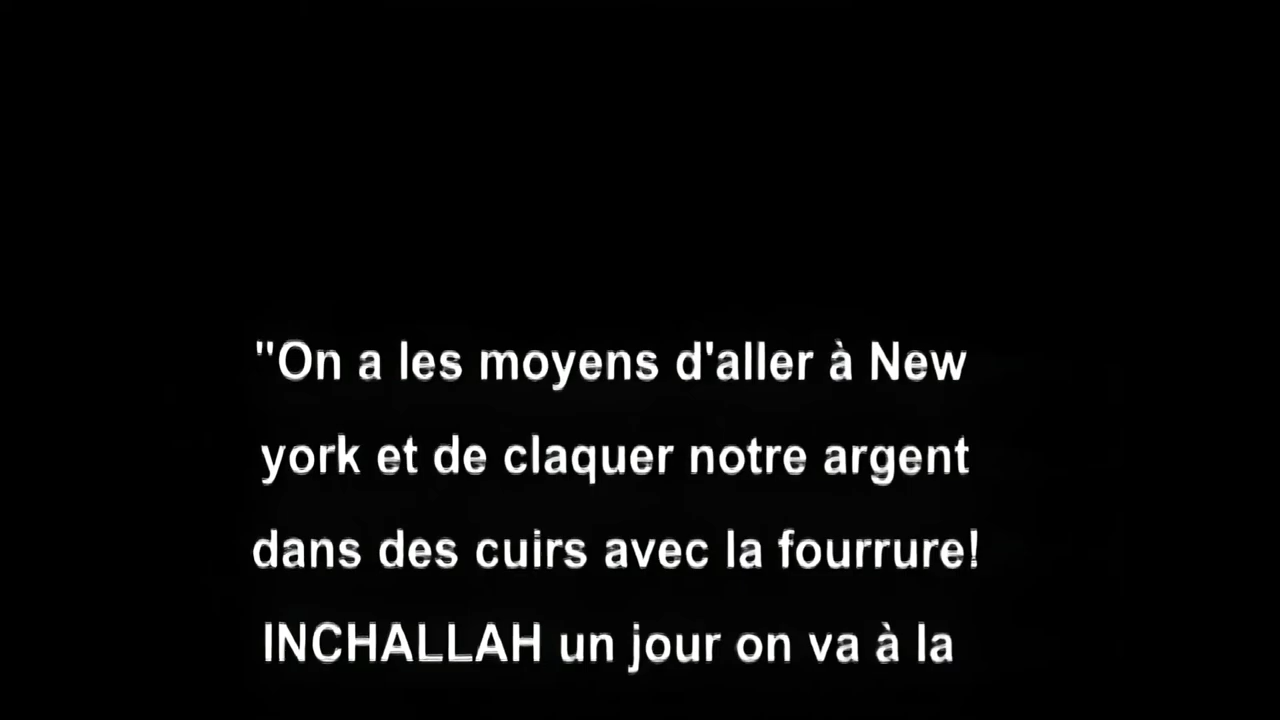 "On a les moyens d'aller à New
york et de claquer notre argent
dans des cuirs avec la fourrure!
INCHALLAH un jour on va à la